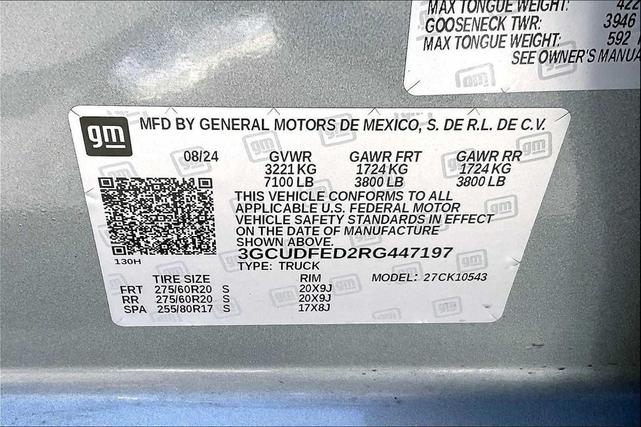 MAX TONGUE WEIGHT: 422
GOOSENECK TWR: 3946
MAX TONGUE WEIGHT: 592
SEE OWNER'S MANUA
gm MFD BY GENERAL MOTORS DE MEXICO, S. DE R.L. DE C.V.
08/24 GVWR GAWR FRT GAWR RR
3221 KG 1724 KG 1724 KG
7100 LB 3800 LB 3800 LB
THIS VEHICLE CONFORMS TO ALL
APPLICABLE U.S. FEDERAL MOTOR
VEHICLE SAFETY STANDARDS IN EFFECT
ON THE DATE OF MANUFACTURE
SHOWN ABOVE.
130H
3GCUDFED2RG447197
TYPE: TRUCK MODEL: 27CK10543
TIRE SIZE RIM
FRT 275/60R20 S 20X9J
RR 275/60R20 S 20X9J
SPA 255/80R17 S 17X8J